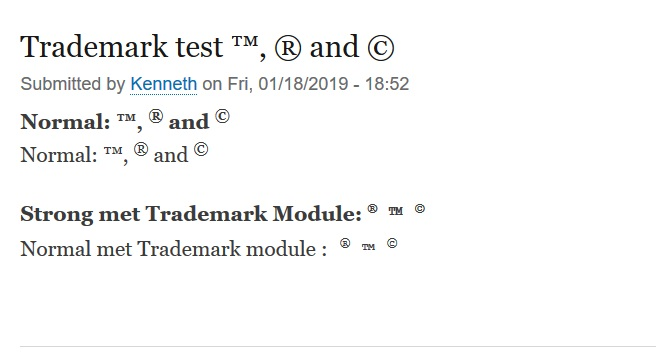 Trademark test ™, ® and ©
Submitted by Kenneth on Fri, 01/18/2019 - 18:52
Normal: ™, ® and ©
Normal: ™, ® and ©
Strong met Trademark Module: ® ™ ©
Normal met Trademark module : ® ™ ©